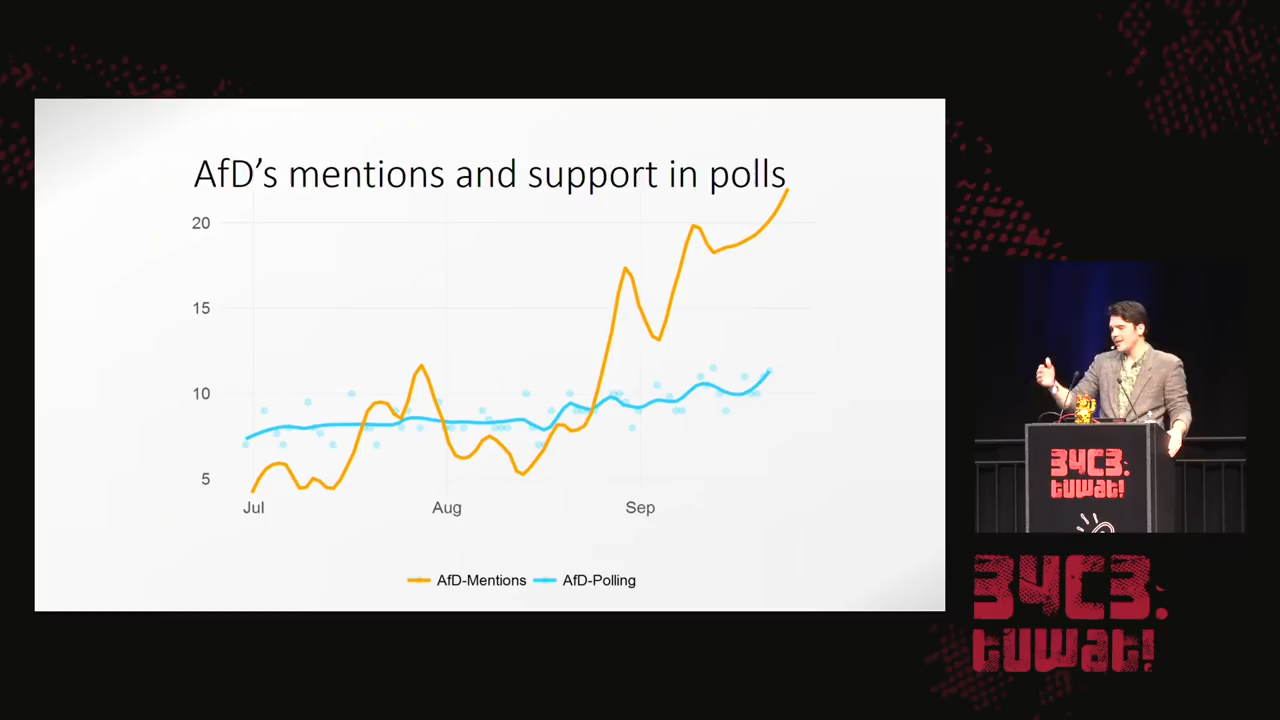 AfD's mentions and support in polls
20
15
10
5
Jul
Aug
Sep
AfD-Mentions
AfD-Polling
34C3.
tuwat!
34C3.
tuwat!